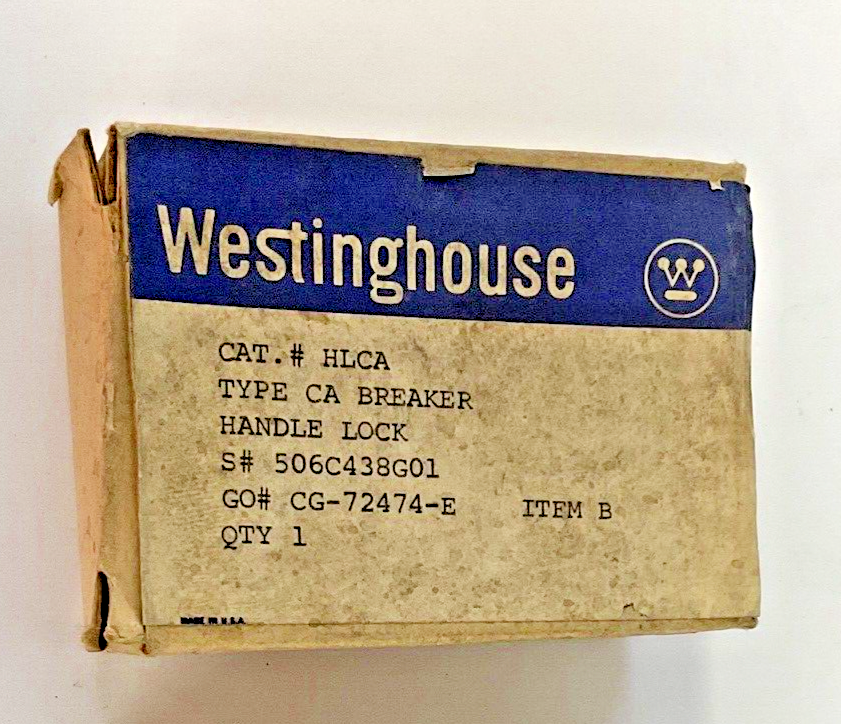 Westinghouse
W
CAT.# HLCA
TYPE CA BREAKER
HANDLE LOCK
S# 506C438G01
GO# CG-72474-E ITEM B
QTY 1
MADE IN U.S.A.